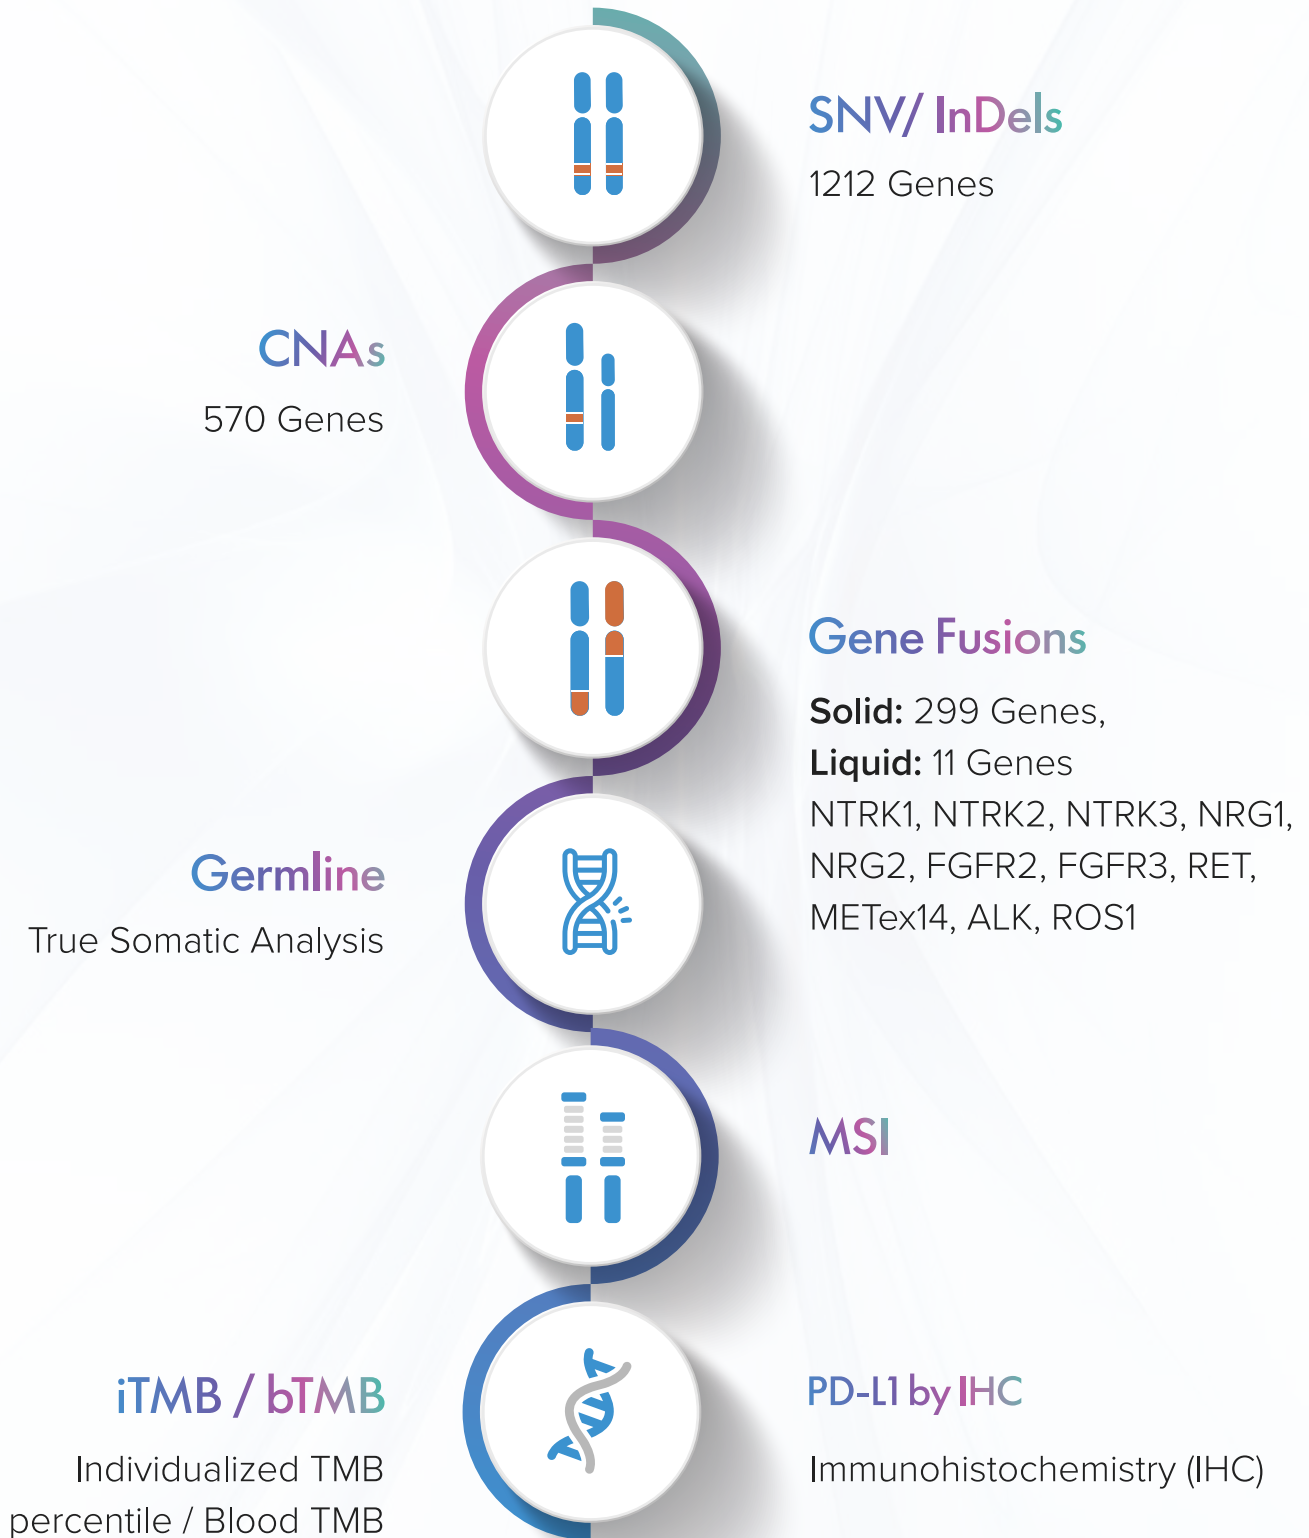 SNV/ InDels
1212 Genes
CNAs
570 Genes
Gene Fusions
Solid: 299 Genes,
Liquid: 11 Genes
NTRK1, NTRK2, NTRK3, NRG1,
NRG2, FGFR2, FGFR3, RET,
METex14, ALK, ROS1
Germline
True Somatic Analysis
MSI
iTMB / bTMB
Individualized TMB
percentile / Blood TMB
PD-L1 by IHC
Immunohistochemistry (IHC)